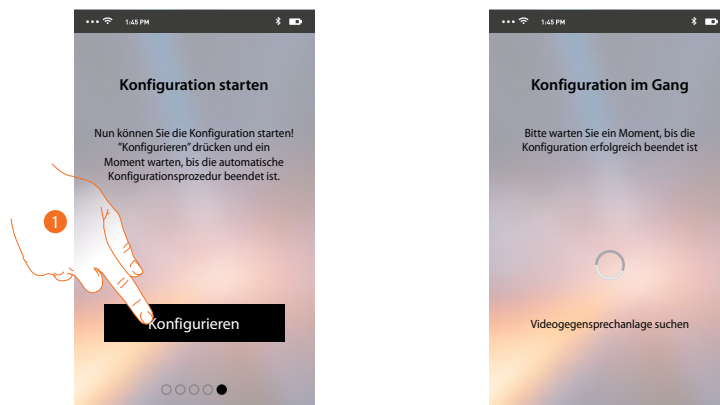 1:45 PM
Konfiguration starten
Nun können Sie die Konfiguration starten!
"Konfigurieren" drücken und ein
Moment warten, bis die automatische
Konfigurationsprozedur beendet ist.
1
Konfigurieren
1:45 PM
Konfiguration im Gang
Bitte warten Sie ein Moment, bis die
Konfiguration erfolgreich beendet ist
Videogegensprechanlage suchen